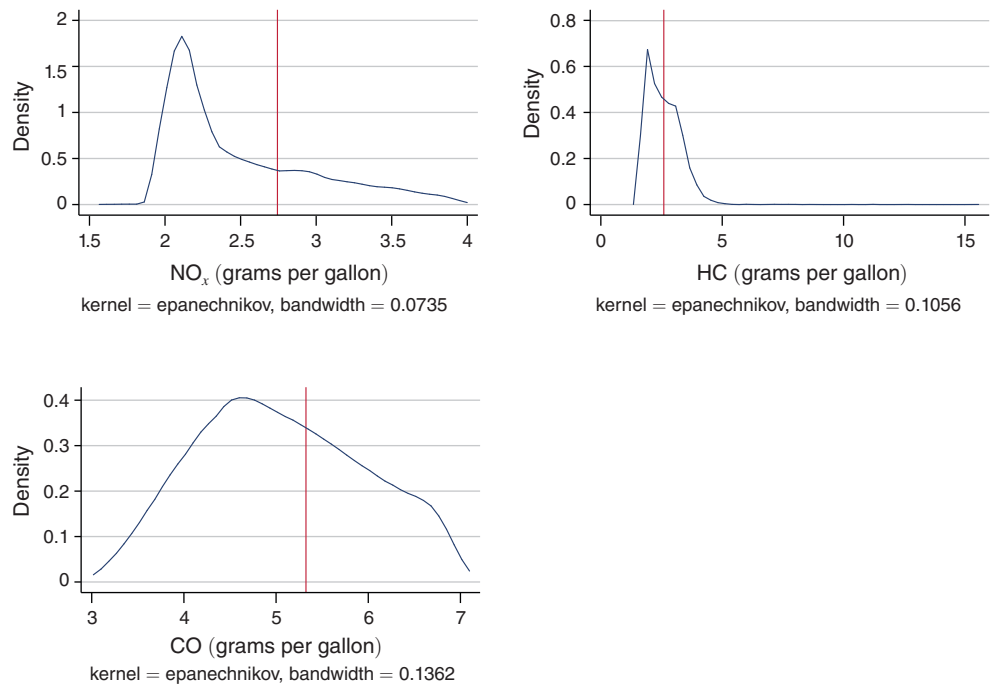 Density
2
1.5
1
0.5
0
1.5 2 2.5 3 3.5 4
NOx (grams per gallon)
kernel = epanechnikov, bandwidth = 0.0735
Density
0.8
0.6
0.4
0.2
0
0 5 10 15
HC (grams per gallon)
kernel = epanechnikov, bandwidth = 0.1056
Density
0.4
0.3
0.2
0.1
0
3 4 5 6 7
CO (grams per gallon)
kernel = epanechnikov, bandwidth = 0.1362